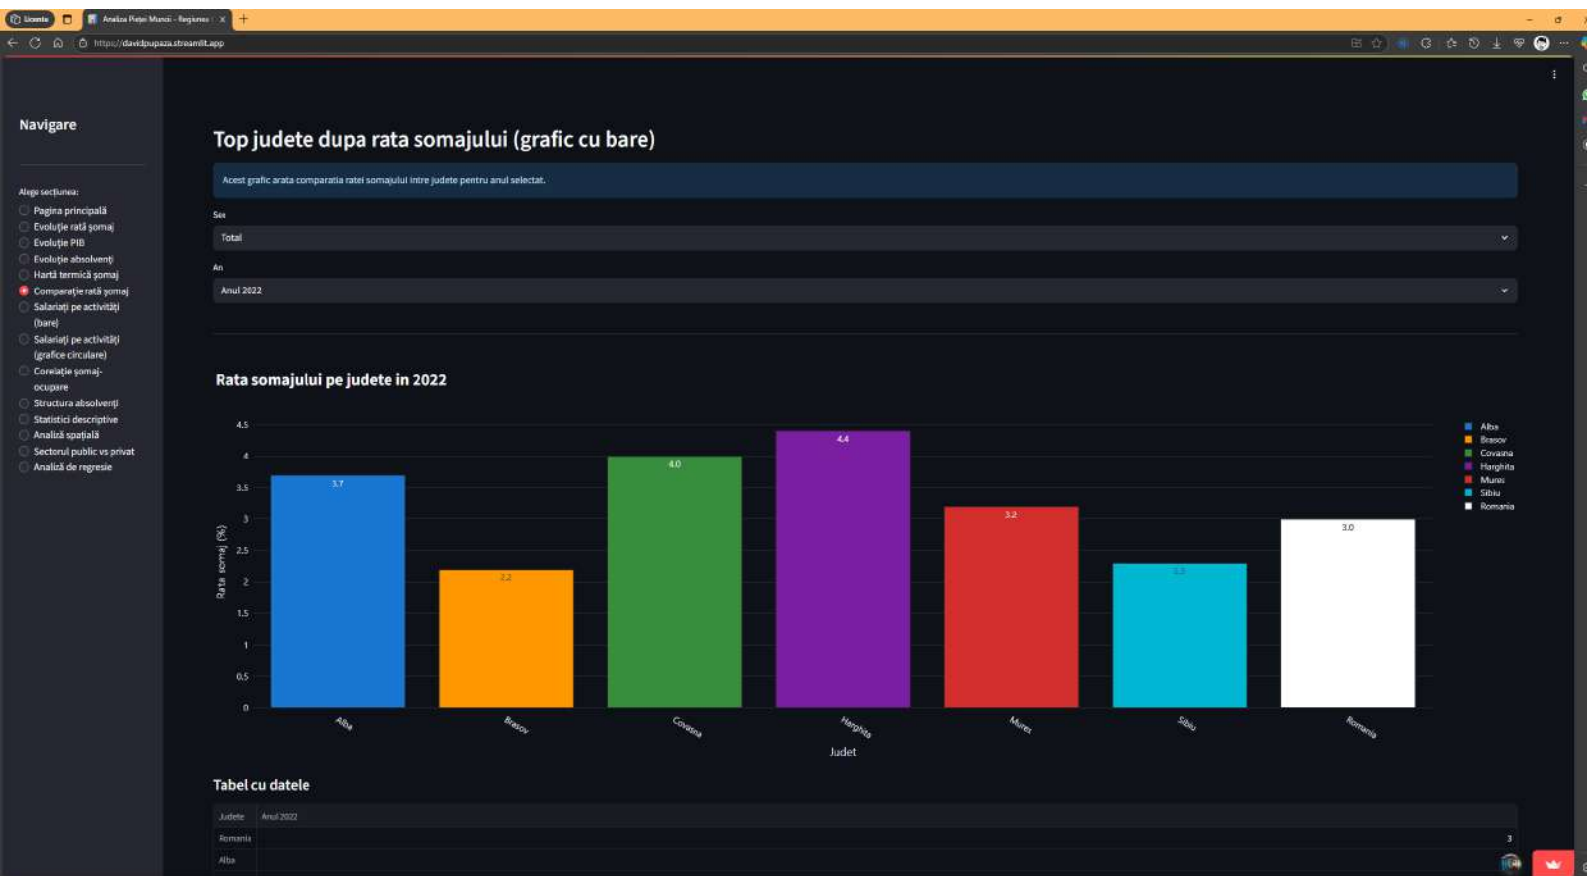 Licenta
Analiza Pieței Muncii - Regiunea
https://davidpupaza.streamlit.app
Navigare
Alege secțiunea:
Pagina principală
Evoluție rată șomaj
Evoluție PIB
Evoluție absolvenți
Hartă termică șomaj
Comparație rată șomaj
Salariați pe activități
(bare)
Salariați pe activități
(grafice circulare)
Corelație șomaj-
ocupare
Structura absolvenți
Statistici descriptive
Analiză spațială
Sectorul public vs privat
Analiză de regresie
Top judete dupa rata somajului (grafic cu bare)
Acest grafic arata comparatia ratei somajului intre judete pentru anul selectat.
Sex
Total
An
Anul 2022
Rata somajului pe judete in 2022
Rata somaj (%)
4.5
4
3.5
3
2.5
2
1.5
1
0.5
0
3.7
2.2
4.0
4.4
3.2
2.3
3.0
Alba
Brasov
Covasna
Harghita
Mures
Sibiu
Romania
Judet
Alba
Brasov
Covasna
Harghita
Mures
Sibiu
Romania
Tabel cu datele
Judete Anul 2022
Romania 3
Alba